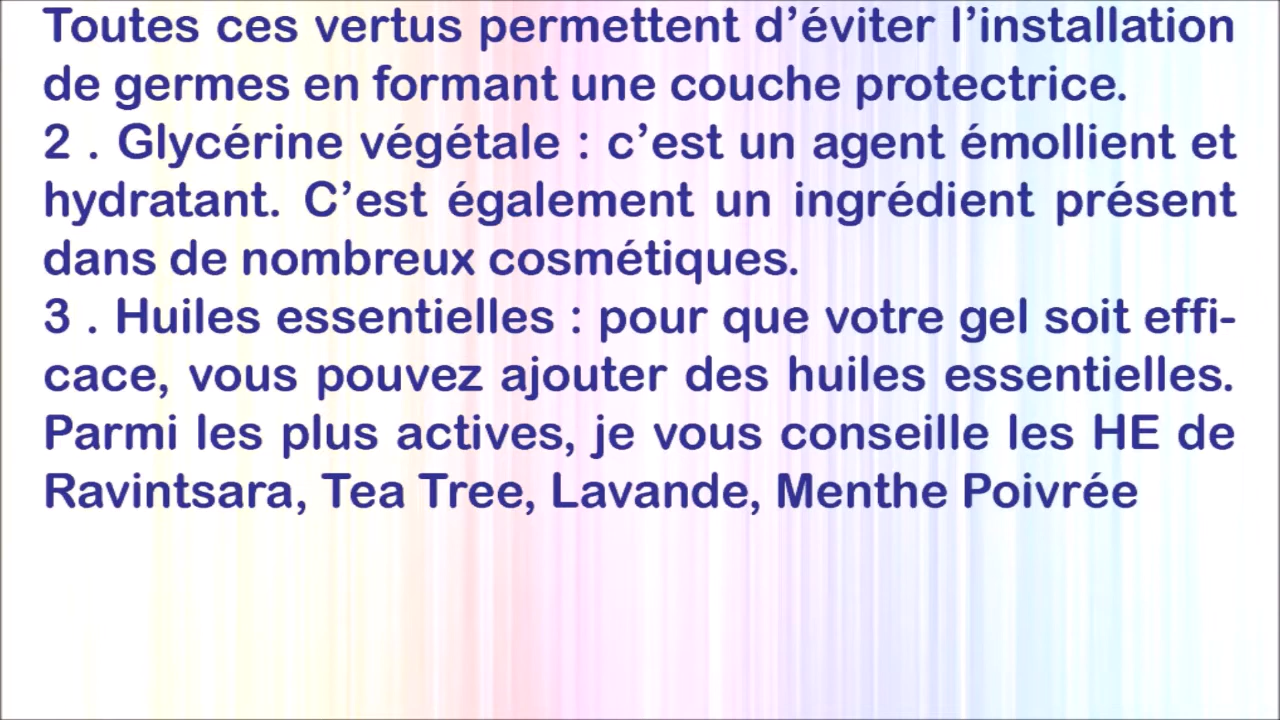 Toutes ces vertus permettent d’éviter l’installation
de germes en formant une couche protectrice.
2 . Glycérine végétale : c’est un agent émollient et
hydratant. C’est également un ingrédient présent
dans de nombreux cosmétiques.
3 . Huiles essentielles : pour que votre gel soit effi-
cace, vous pouvez ajouter des huiles essentielles.
Parmi les plus actives, je vous conseille les HE de
Ravintsara, Tea Tree, Lavande, Menthe Poivrée